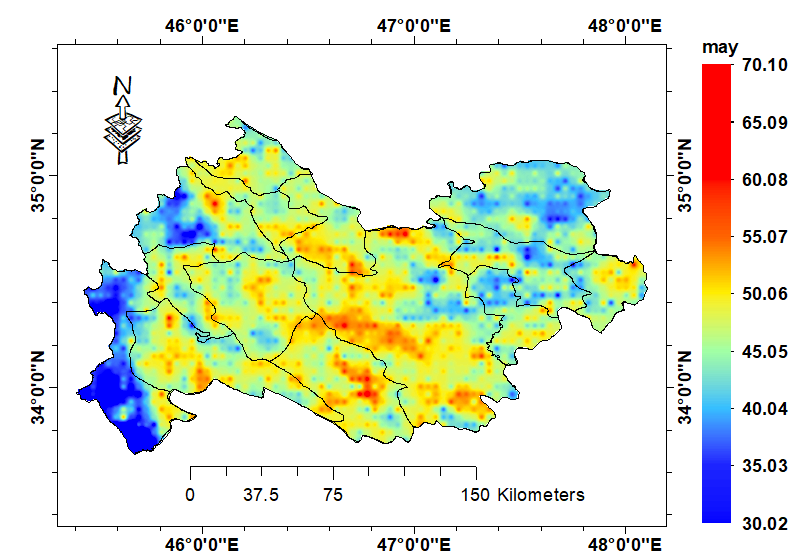 46°0'0"E 47°0'0"E 48°0'0"E
may
N
35°0'0"N
34°0'0"N
35°0'0"N
34°0'0"N
70.10
65.09
60.08
55.07
50.06
45.05
40.04
35.03
30.02
0 37.5 75 150 Kilometers
46°0'0"E 47°0'0"E 48°0'0"E